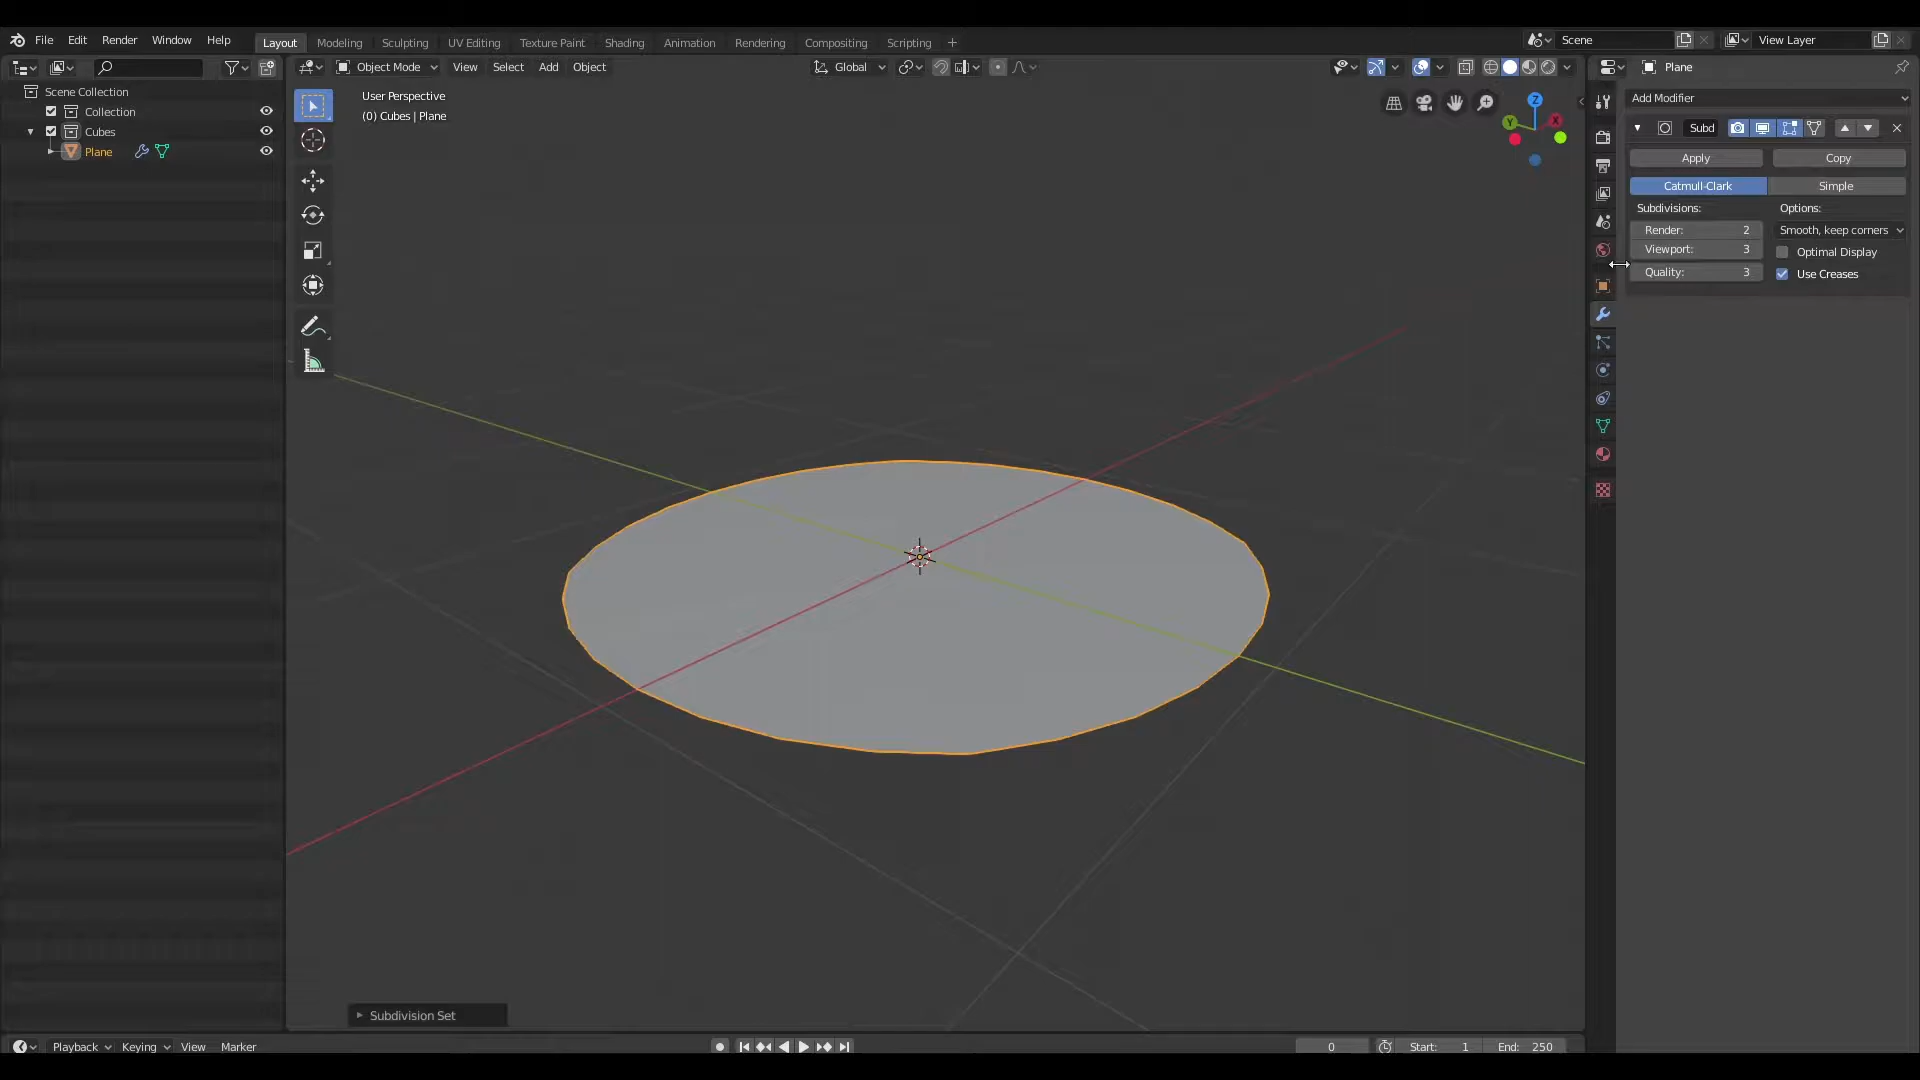 File Edit Render Window Help
Layout Modeling Sculpting UV Editing Texture Paint Shading Animation Rendering Compositing Scripting
Scene View Layer
Object Mode View Select Add Object
Global
Plane
Scene Collection
Collection
Cubes
Plane
User Perspective
(0) Cubes | Plane
Z
Y X
Add Modifier
Subd
Apply Copy
Catmull-Clark Simple
Subdivisions: Options:
Render: 2 Smooth, keep corners
Viewport: 3 Optimal Display
Quality: 3 Use Creases
Subdivision Set
Playback Keying View Marker
0 Start: 1 End: 250